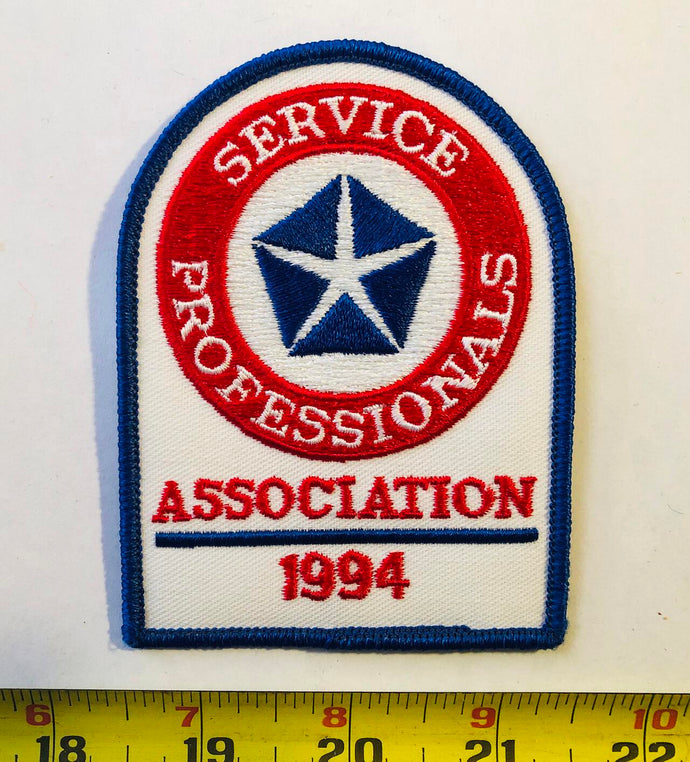 SERVICE
PROFESSIONALS
ASSOCIATION
1994
6 7 8 9 10
18 19 20 21 22